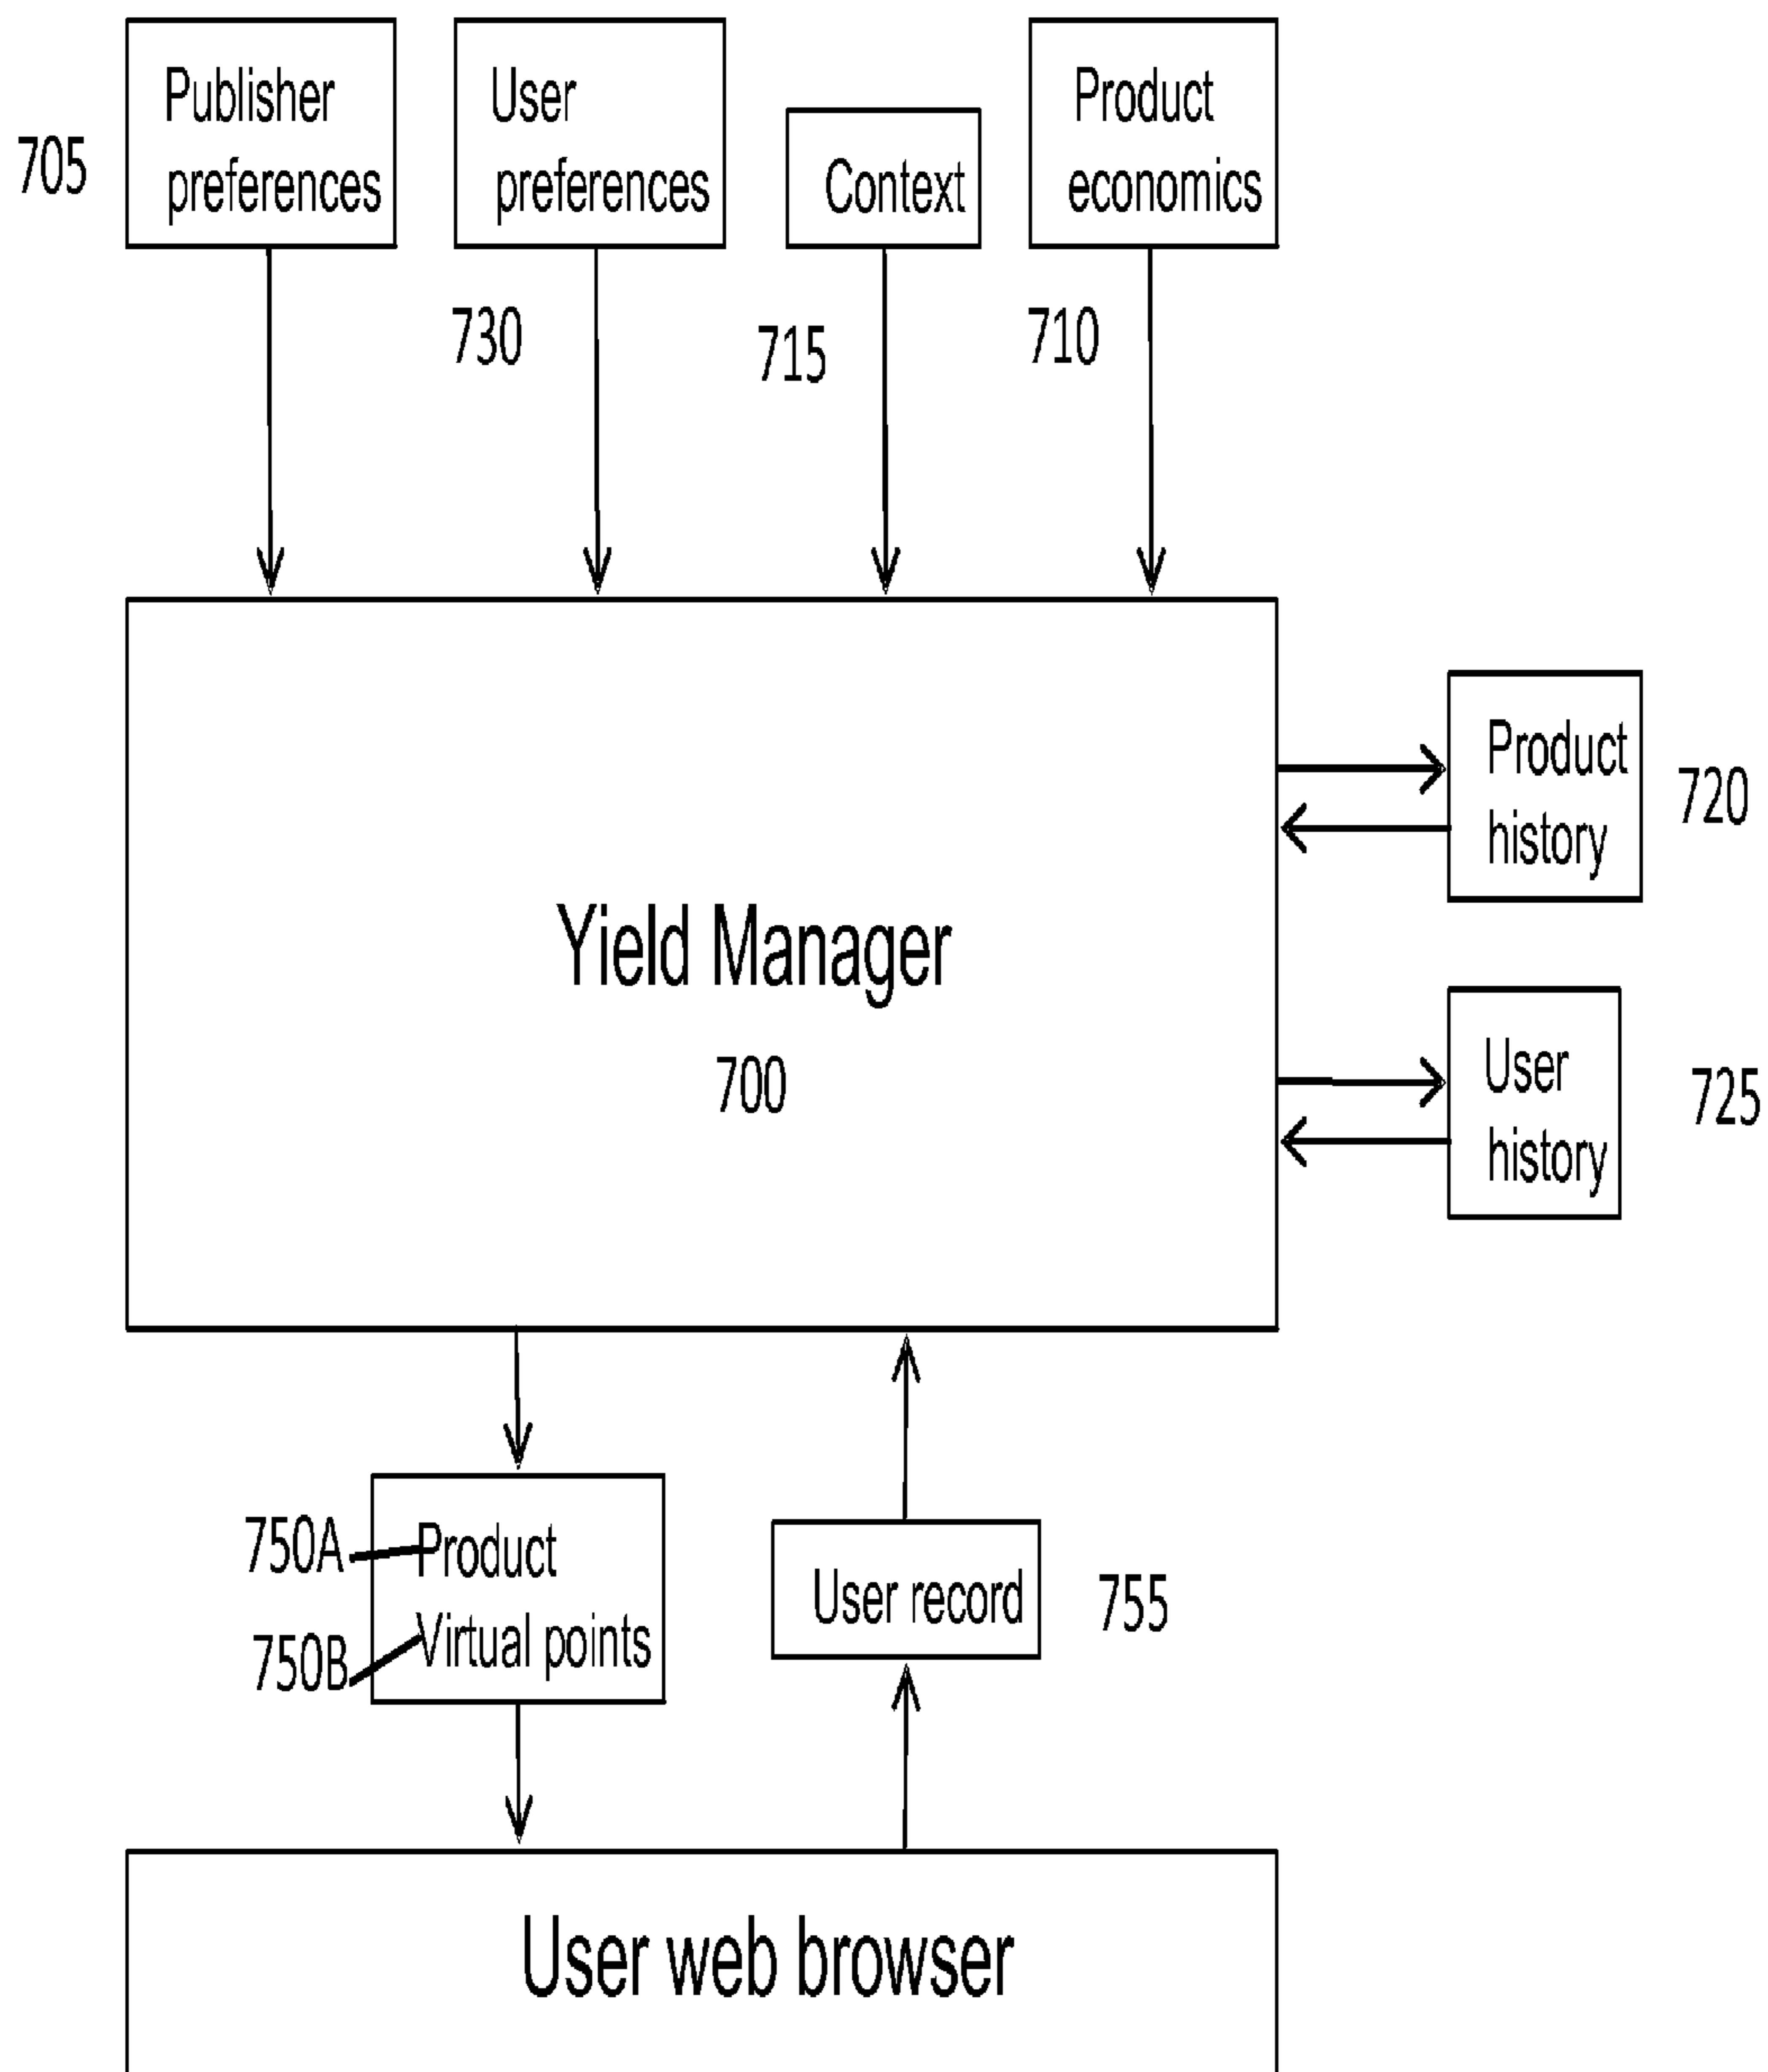 Publisher
preferences
705
User
preferences
730
Context
715
Product
economics
710
Yield Manager
700
Product
history
720
User
history
725
750A
Product
750B
Virtual points
User record
755
User web browser